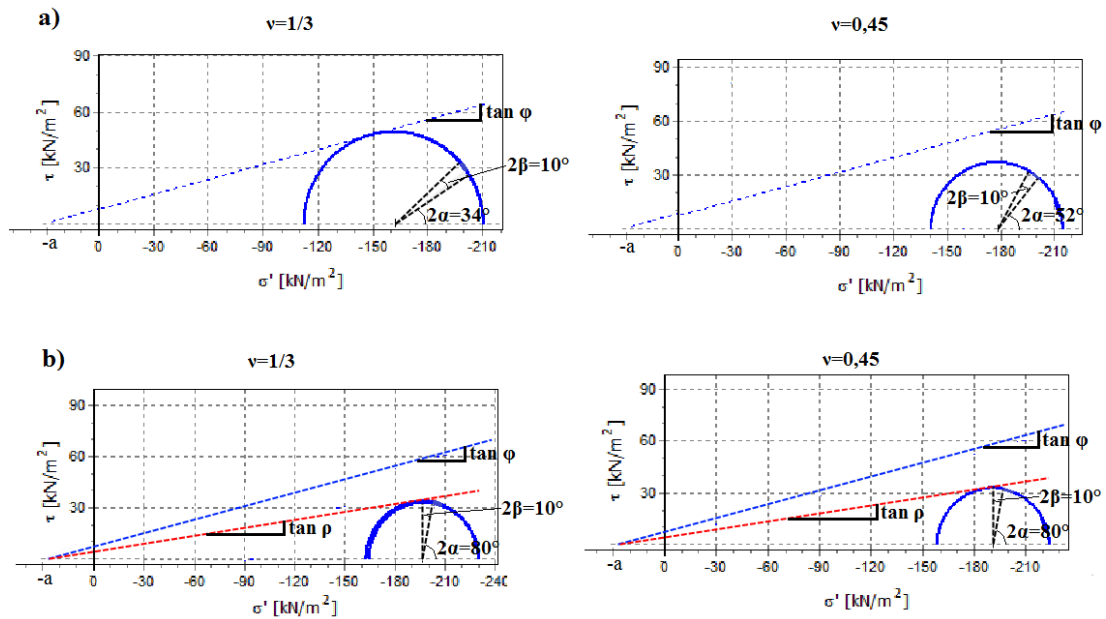 a)
ν=1/3
90
60
30
τ [kN/m²]
tan φ
2β=10°
2α=34°
-a 0 -30 -60 -90 -120 -150 -180 -210
σ' [kN/m²]
ν=0,45
90
60
30
τ [kN/m²]
tan φ
2β=10°
2α=52°
-a 0 -30 -60 -90 -120 -150 -180 -210
σ' [kN/m²]
b)
ν=1/3
90
60
30
τ [kN/m²]
tan φ
2β=10°
tan ρ
2α=80°
-a 0 -30 -60 -90 -120 -150 -180 -210 -240
σ' [kN/m²]
ν=0,45
90
60
30
τ [kN/m²]
tan φ
2β=10°
tan ρ
2α=80°
-a 0 -30 -60 -90 -120 -150 -180 -210
σ' [kN/m²]